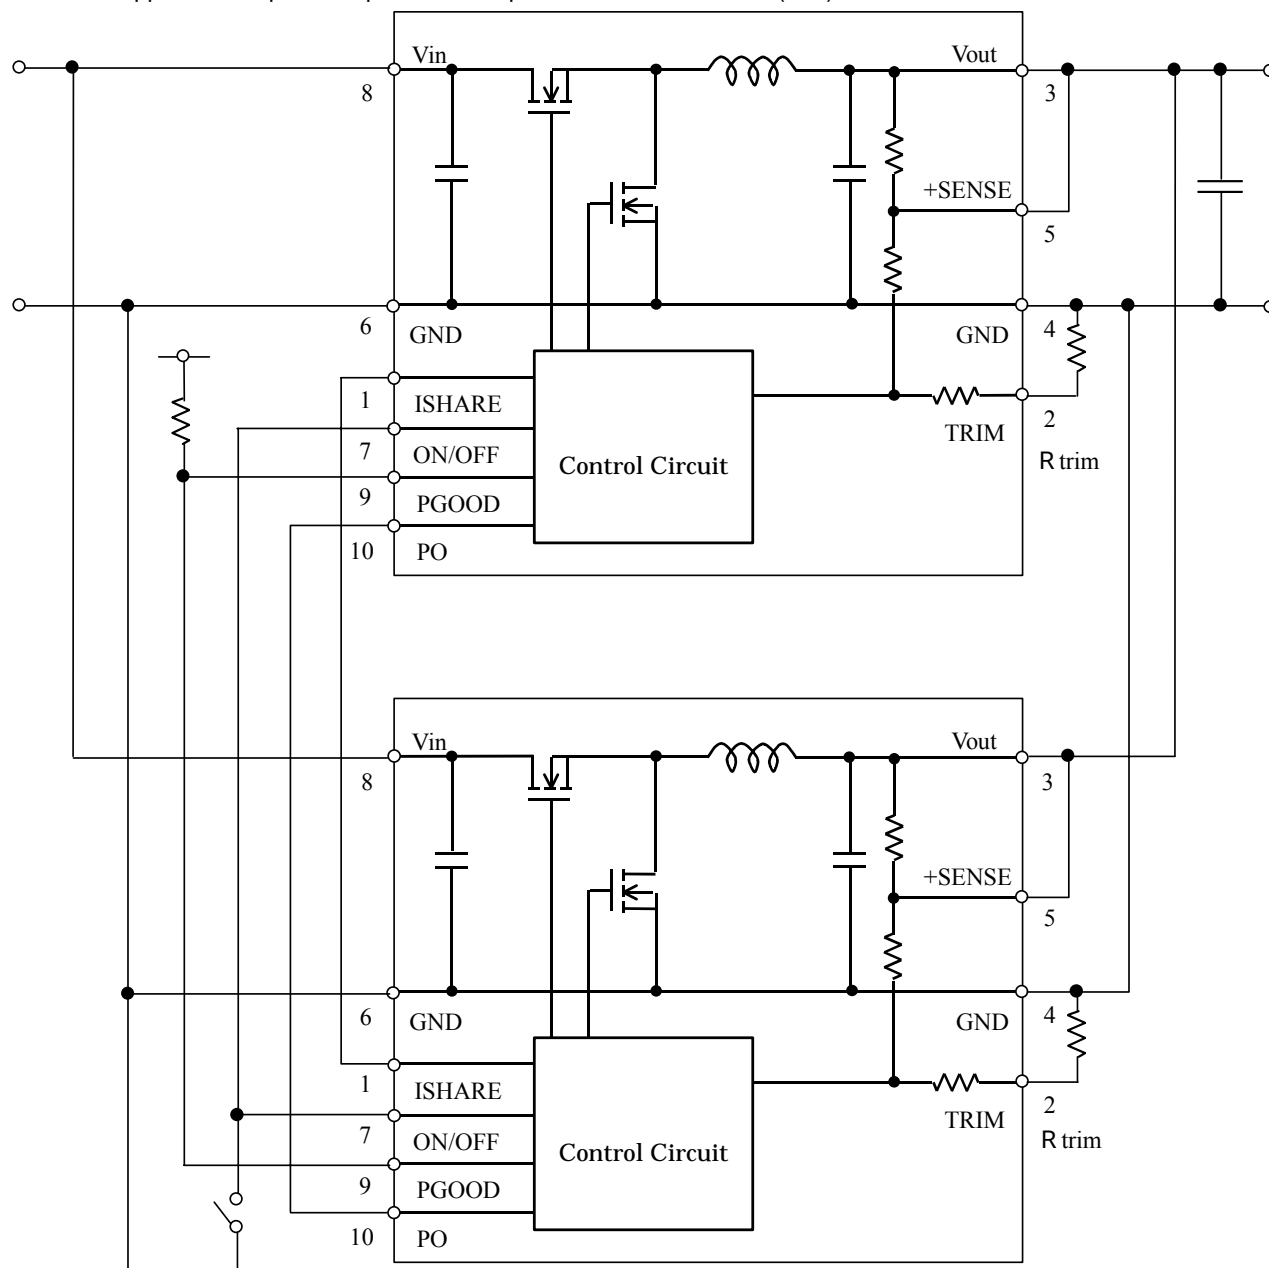 Vin
Vout
8
3
+SENSE
5
6
GND
GND
4
1
ISHARE
2
7
ON/OFF
TRIM
Control Circuit
R trim
9
PGOOD
10
PO
Vin
Vout
8
3
+SENSE
5
6
GND
GND
4
1
ISHARE
2
7
ON/OFF
TRIM
Control Circuit
R trim
9
PGOOD
10
PO